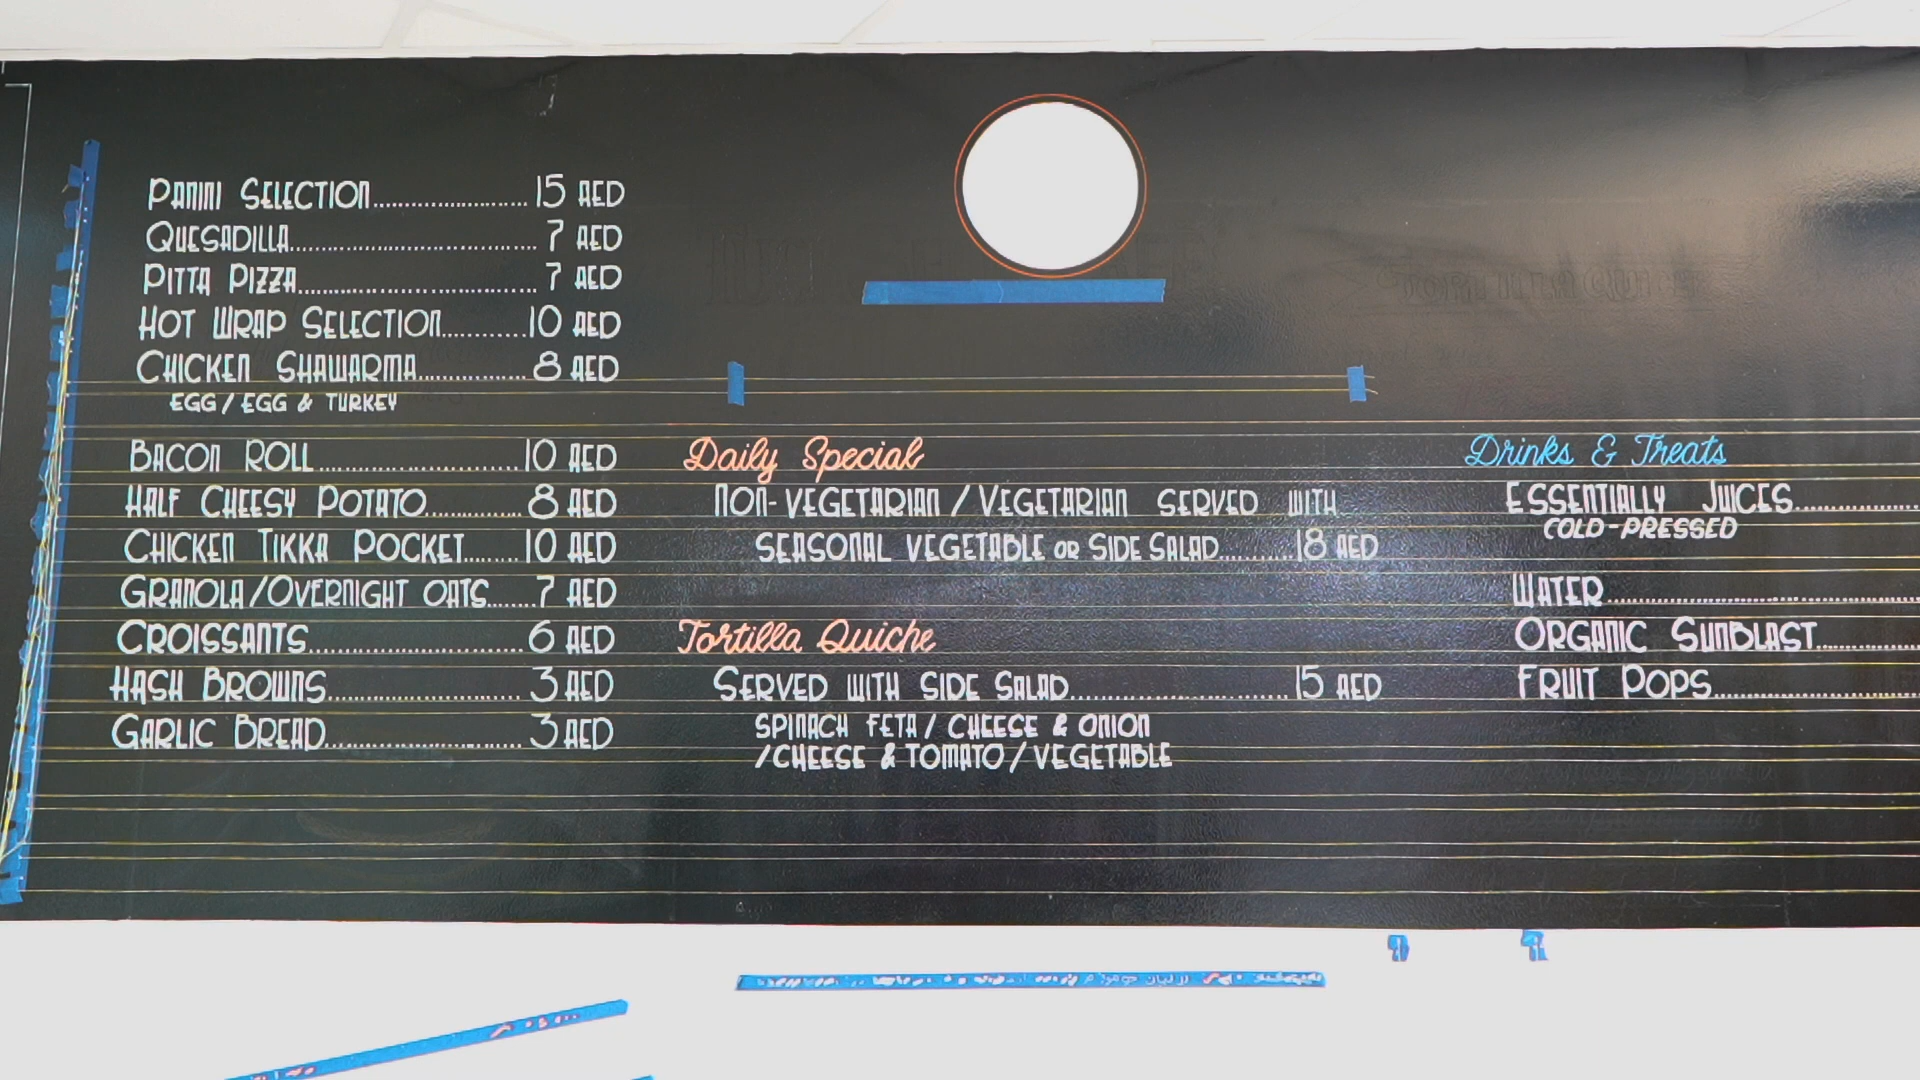 Panini Selection........................ 15 AED
Quesadilla....................................... 7 AED
Pitta Pizza...................................... 7 AED
Hot Wrap Selection............10 AED
Chicken Shawarma................ 8 AED
Egg / Egg & Turkey
Bacon Roll...............................10 AED
Half Cheesy Potato.............. 8 AED
Chicken Tikka Pocket........10 AED
Granola/Overnight Oats.......7 AED
Croissants................................. 6 AED
Hash Browns............................. 3 AED
Garlic Bread............................. 3 AED
Daily Special
Non-Vegetarian / Vegetarian served with
seasonal vegetable or side salad..........18 AED
Tortilla Quiche
Served with side salad..............................15 AED
Spinach Feta / Cheese & Onion
/Cheese & Tomato / Vegetable
Drinks & Treats
Essentially Juices..................
Cold-Pressed
Water..............................................
Organic Sunblast...............
Fruit Pops..............................